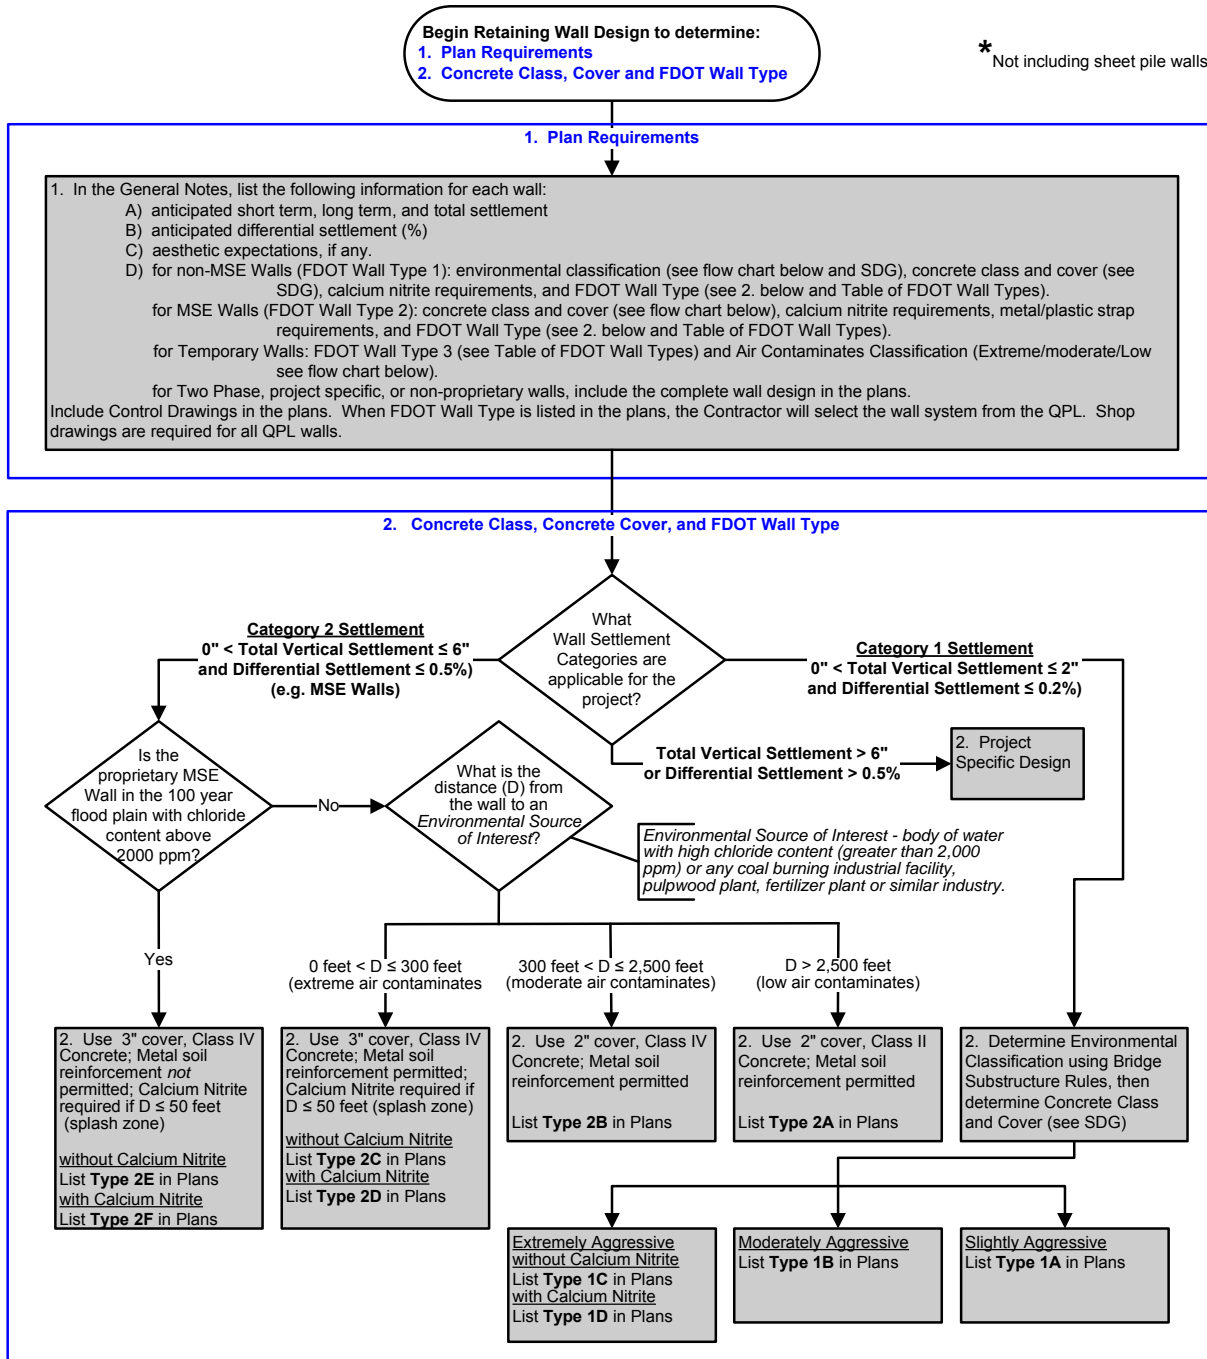 Begin Retaining Wall Design to determine:
1. Plan Requirements
2. Concrete Class, Cover and FDOT Wall Type
*Not including sheet pile walls
1. Plan Requirements
1. In the General Notes, list the following information for each wall:
A) anticipated short term, long term, and total settlement
B) anticipated differential settlement (%)
C) aesthetic expectations, if any.
D) for non-MSE Walls (FDOT Wall Type 1): environmental classification (see flow chart below and SDG), concrete class and cover (see
SDG), calcium nitrite requirements, and FDOT Wall Type (see 2. below and Table of FDOT Wall Types).
for MSE Walls (FDOT Wall Type 2): concrete class and cover (see flow chart below), calcium nitrite requirements, metal/plastic strap
requirements, and FDOT Wall Type (see 2. below and Table of FDOT Wall Types).
for Temporary Walls: FDOT Wall Type 3 (see Table of FDOT Wall Types) and Air Contaminates Classification (Extreme/moderate/Low
see flow chart below).
for Two Phase, project specific, or non-proprietary walls, include the complete wall design in the plans.
Include Control Drawings in the plans. When FDOT Wall Type is listed in the plans, the Contractor will select the wall system from the QPL. Shop
drawings are required for all QPL walls.
2. Concrete Class, Concrete Cover, and FDOT Wall Type
What
Wall Settlement
Categories are
applicable for the
project?
Category 2 Settlement
0" < Total Vertical Settlement ≤ 6"
and Differential Settlement ≤ 0.5%)
(e.g. MSE Walls)
Category 1 Settlement
0" < Total Vertical Settlement ≤ 2"
and Differential Settlement ≤ 0.2%)
Total Vertical Settlement > 6"
or Differential Settlement > 0.5%
2. Project
Specific Design
Is the
proprietary MSE
Wall in the 100 year
flood plain with chloride
content above
2000 ppm?
No
What is the
distance (D) from
the wall to an
Environmental Source
of Interest?
Environmental Source of Interest - body of water
with high chloride content (greater than 2,000
ppm) or any coal burning industrial facility,
pulpwood plant, fertilizer plant or similar industry.
Yes
0 feet < D ≤ 300 feet
(extreme air contaminates
300 feet < D ≤ 2,500 feet
(moderate air contaminates)
D > 2,500 feet
(low air contaminates)
2. Use 3" cover, Class IV
Concrete; Metal soil
reinforcement not
permitted; Calcium Nitrite
required if D ≤ 50 feet
(splash zone)
without Calcium Nitrite
List Type 2E in Plans
with Calcium Nitrite
List Type 2F in Plans
2. Use 3" cover, Class IV
Concrete; Metal soil
reinforcement permitted;
Calcium Nitrite required if
D ≤ 50 feet (splash zone)
without Calcium Nitrite
List Type 2C in Plans
with Calcium Nitrite
List Type 2D in Plans
2. Use 2" cover, Class IV
Concrete; Metal soil
reinforcement permitted
List Type 2B in Plans
2. Use 2" cover, Class II
Concrete; Metal soil
reinforcement permitted
List Type 2A in Plans
2. Determine Environmental
Classification using Bridge
Substructure Rules, then
determine Concrete Class
and Cover (see SDG)
Extremely Aggressive
without Calcium Nitrite
List Type 1C in Plans
with Calcium Nitrite
List Type 1D in Plans
Moderately Aggressive
List Type 1B in Plans
Slightly Aggressive
List Type 1A in Plans